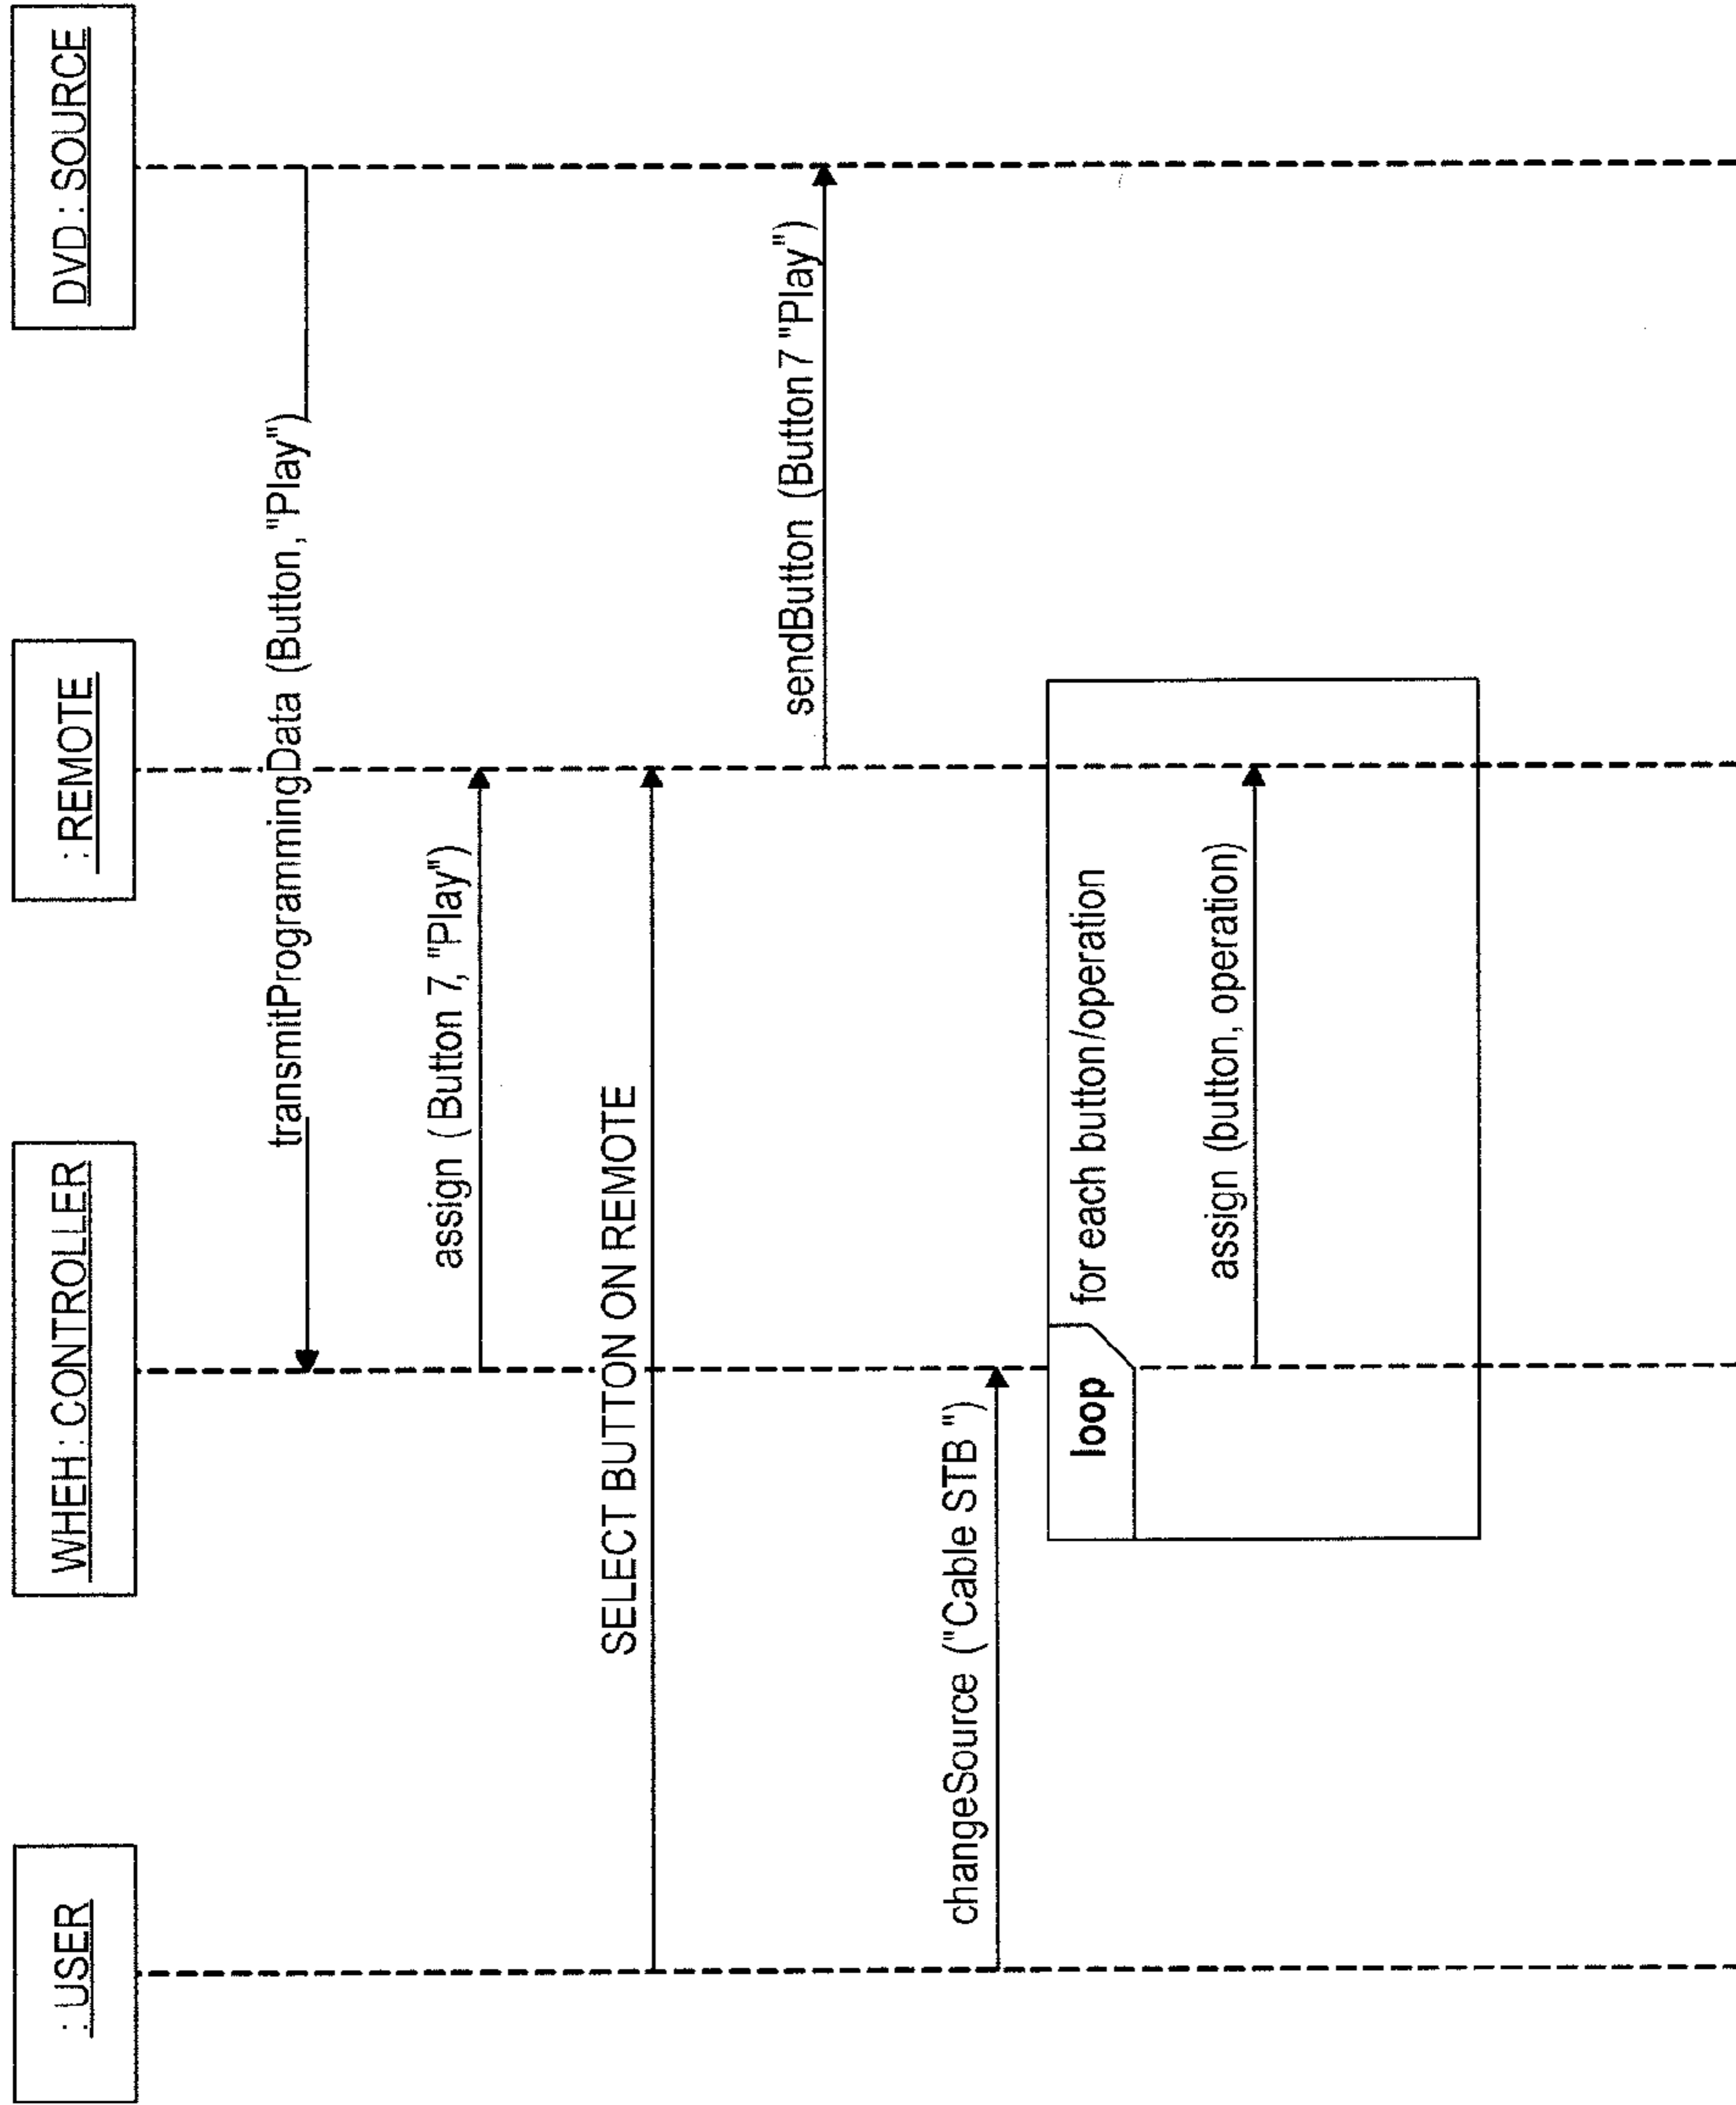 : USER
WHEH : CONTROLLER
: REMOTE
DVD : SOURCE
transmitProgrammingData (Button, "Play")
assign (Button 7, "Play")
SELECT BUTTON ON REMOTE
sendButton (Button 7 "Play")
changeSource ("Cable STB ")
loop
for each button/operation
assign (button, operation)